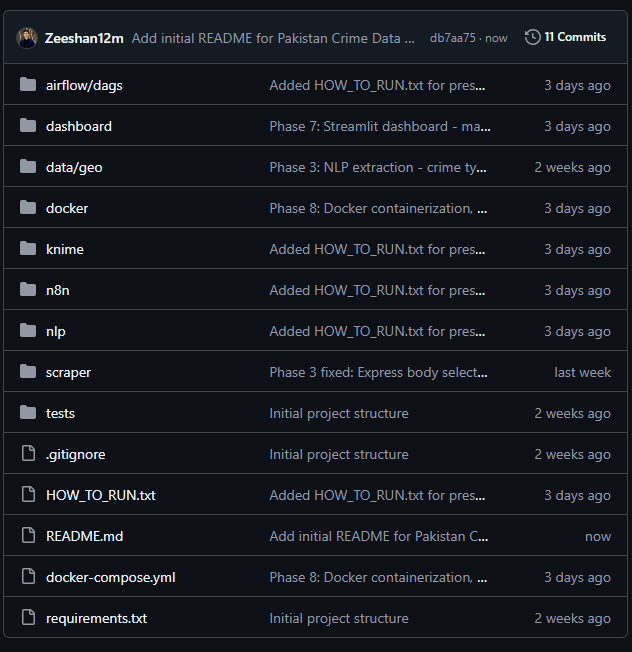 Zeeshan12m Add initial README for Pakistan Crime Data ... db7aa75 · now 11 Commits
airflow/dags Added HOW_TO_RUN.txt for pres... 3 days ago
dashboard Phase 7: Streamlit dashboard - ma... 3 days ago
data/geo Phase 3: NLP extraction - crime ty... 2 weeks ago
docker Phase 8: Docker containerization, ... 3 days ago
knime Added HOW_TO_RUN.txt for pres... 3 days ago
n8n Added HOW_TO_RUN.txt for pres... 3 days ago
nlp Added HOW_TO_RUN.txt for pres... 3 days ago
scraper Phase 3 fixed: Express body select... last week
tests Initial project structure 2 weeks ago
.gitignore Initial project structure 2 weeks ago
HOW_TO_RUN.txt Added HOW_TO_RUN.txt for pres... 3 days ago
README.md Add initial README for Pakistan C... now
docker-compose.yml Phase 8: Docker containerization, ... 3 days ago
requirements.txt Initial project structure 2 weeks ago